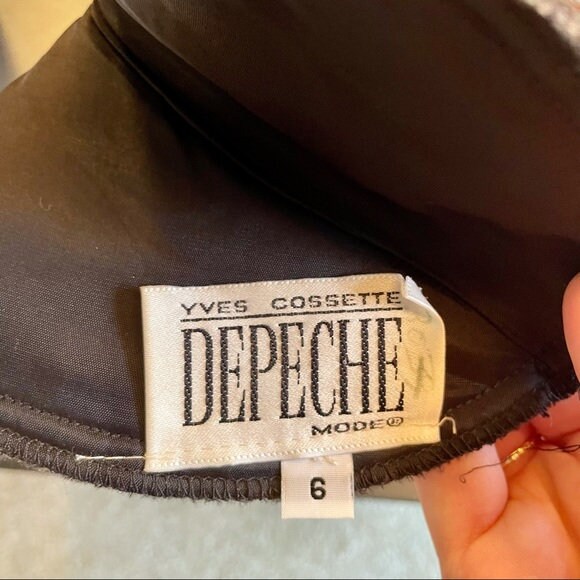 YVES COSSETTE
DEPECHE
MODE®
6